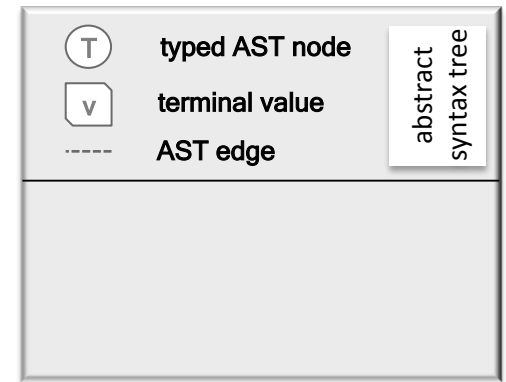 T typed AST node
v terminal value
AST edge
abstract
syntax tree